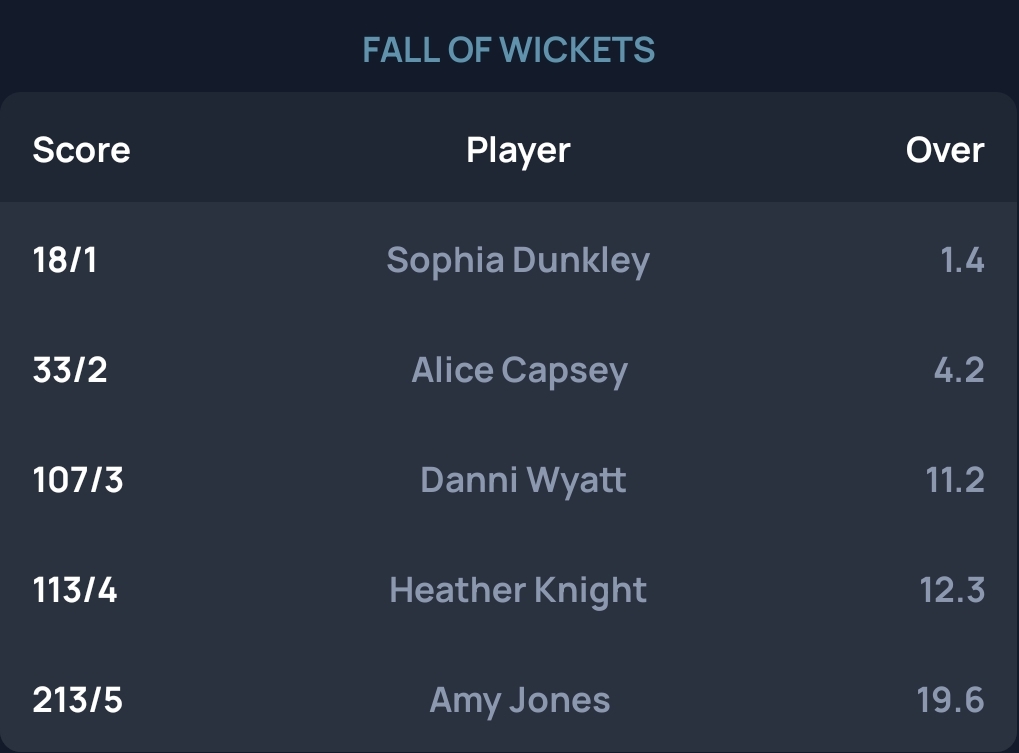 FALL OF WICKETS
Score Player Over
18/1 Sophia Dunkley 1.4
33/2 Alice Capsey 4.2
107/3 Danni Wyatt 11.2
113/4 Heather Knight 12.3
213/5 Amy Jones 19.6